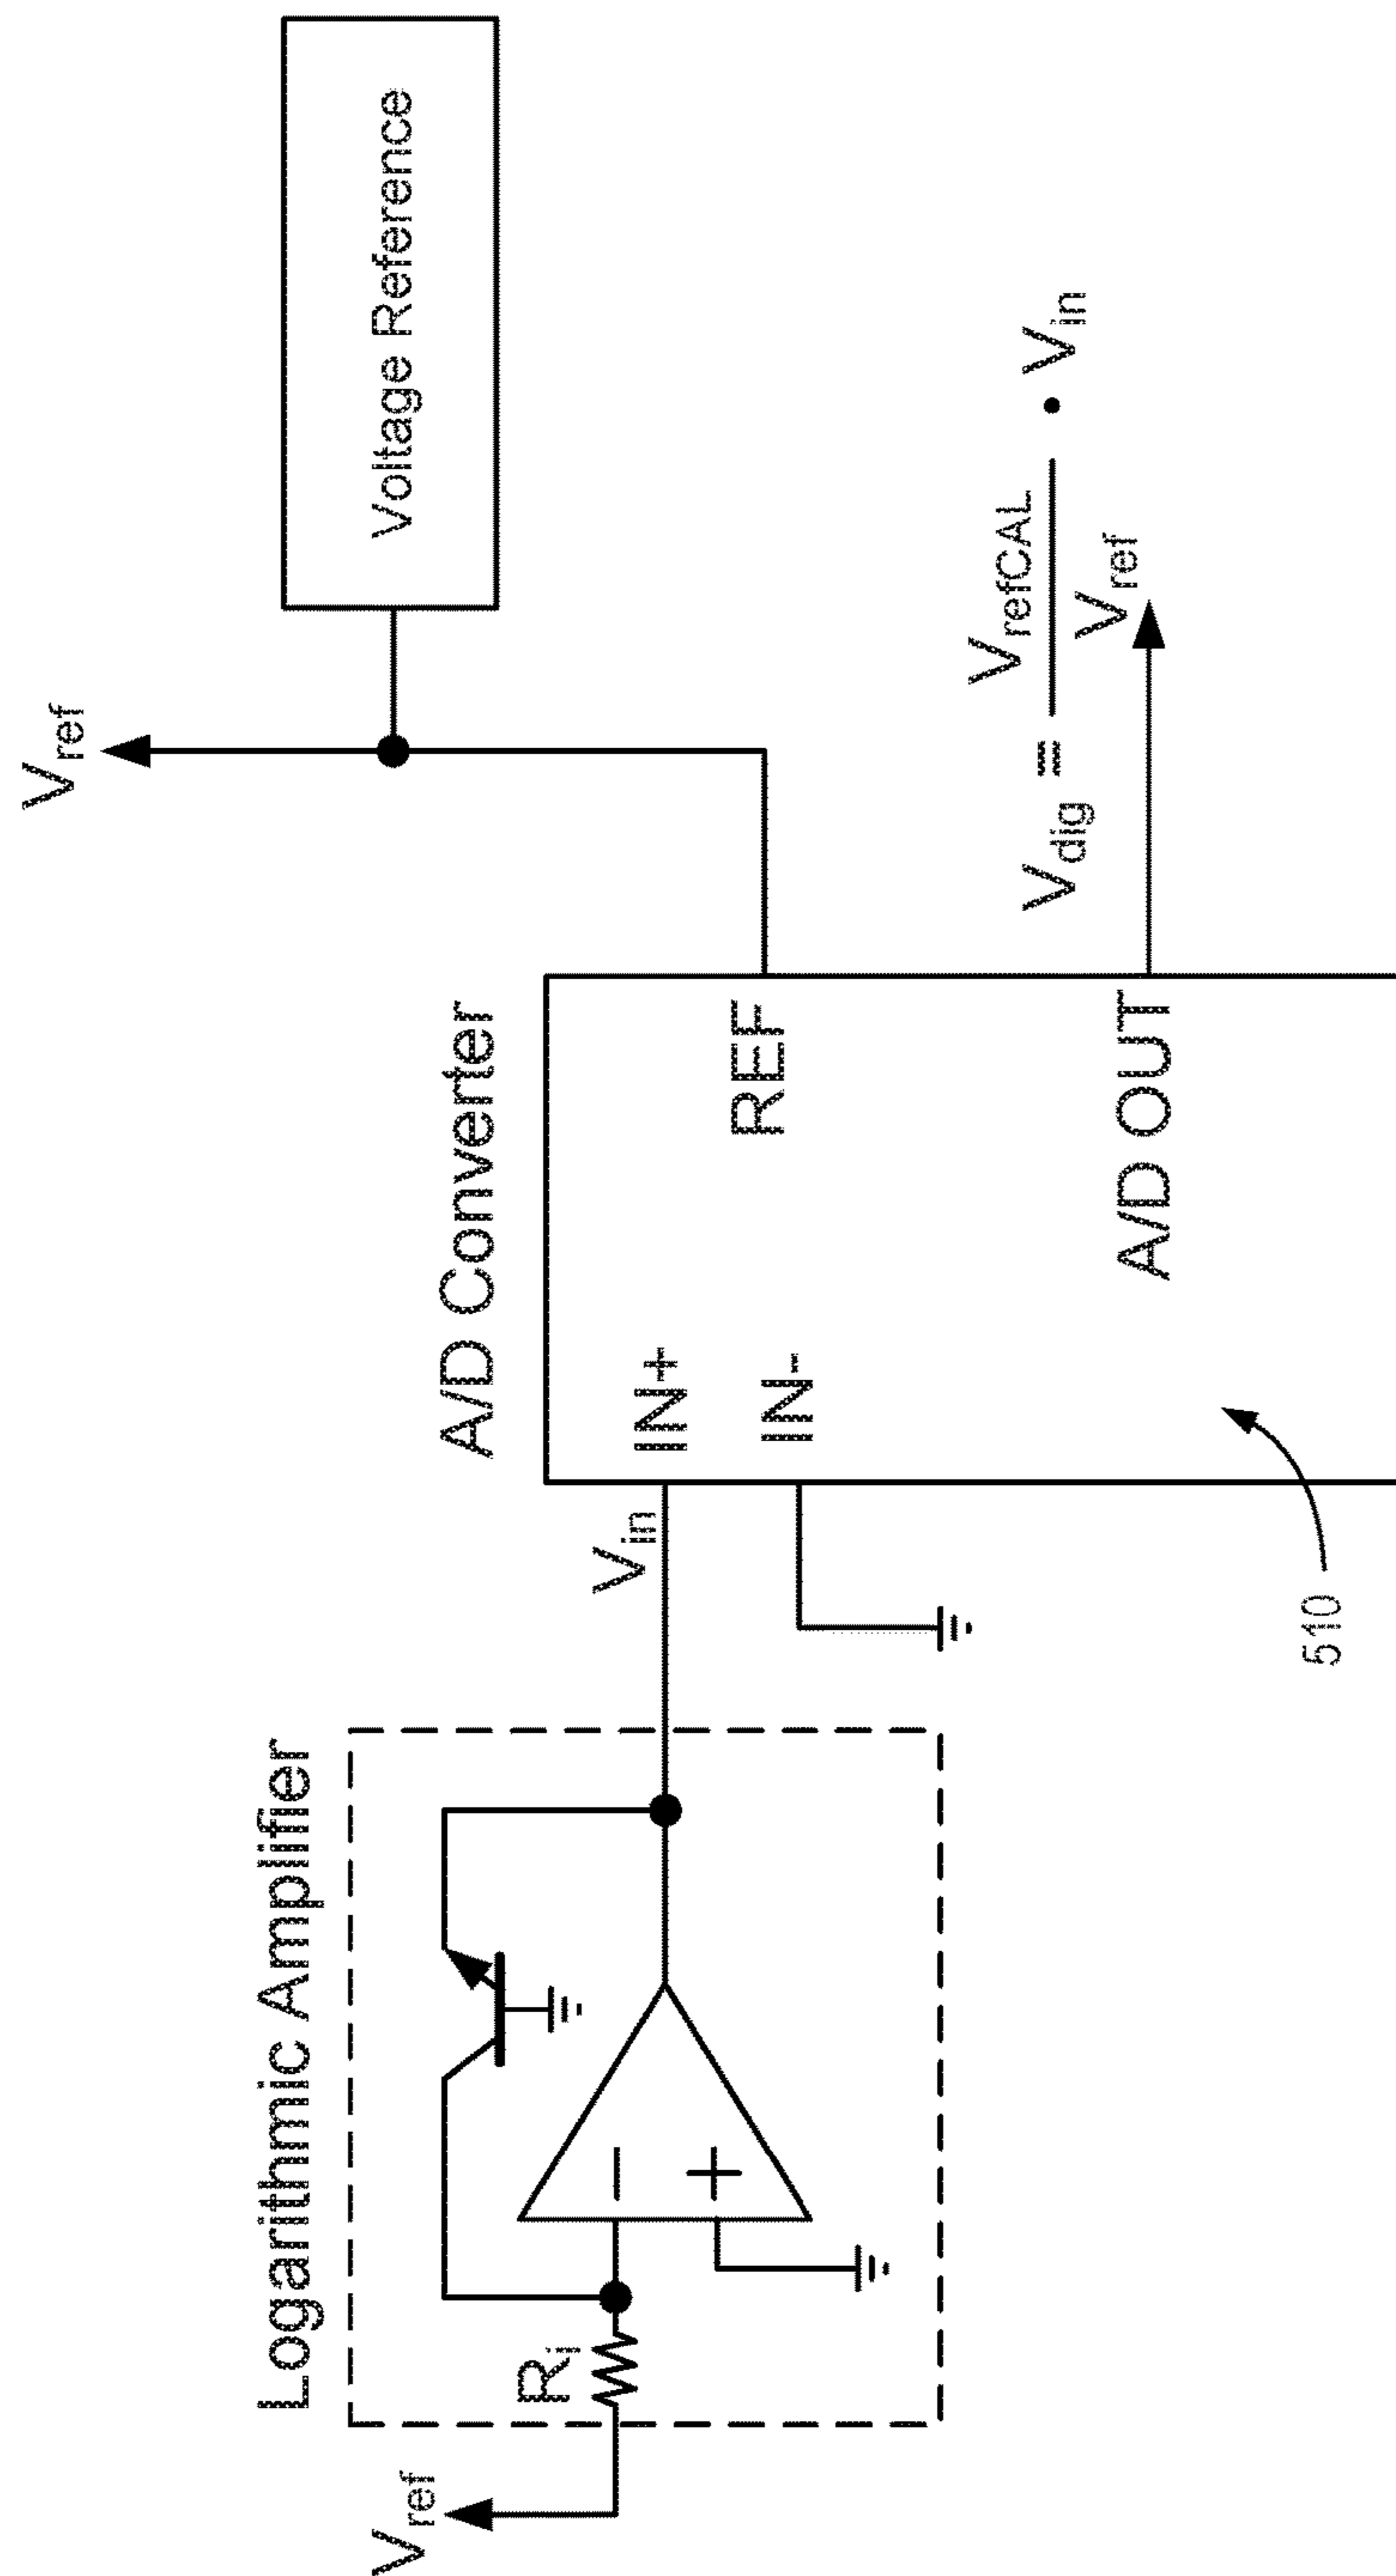 Voltage Reference
Vref
A/D Converter
REF
A/D OUT
IN+
IN-
Vdig = VrefCAL / Vref • Vin
Vin
510
Logarithmic Amplifier
−
+
Ri
Vref